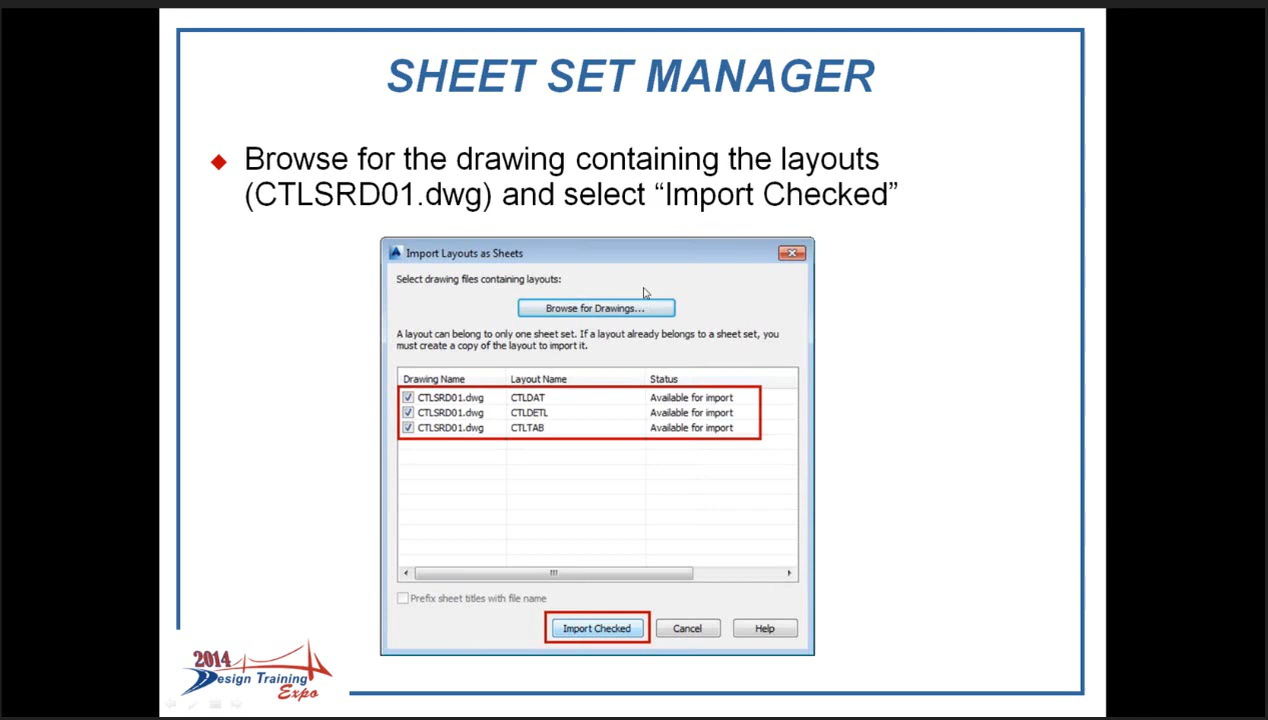 SHEET SET MANAGER
Browse for the drawing containing the layouts
(CTLSRD01.dwg) and select “Import Checked”
Import Layouts as Sheets
Select drawing files containing layouts:
Browse for Drawings...
A layout can belong to only one sheet set. If a layout already belongs to a sheet set, you
must create a copy of the layout to import it.
Drawing Name Layout Name Status
CTLSRD01.dwg CTLDAT Available for import
CTLSRD01.dwg CTLDETL Available for import
CTLSRD01.dwg CTLTAB Available for import
Prefix sheet titles with file name
Import Checked Cancel Help
2014
Design Training
Expo